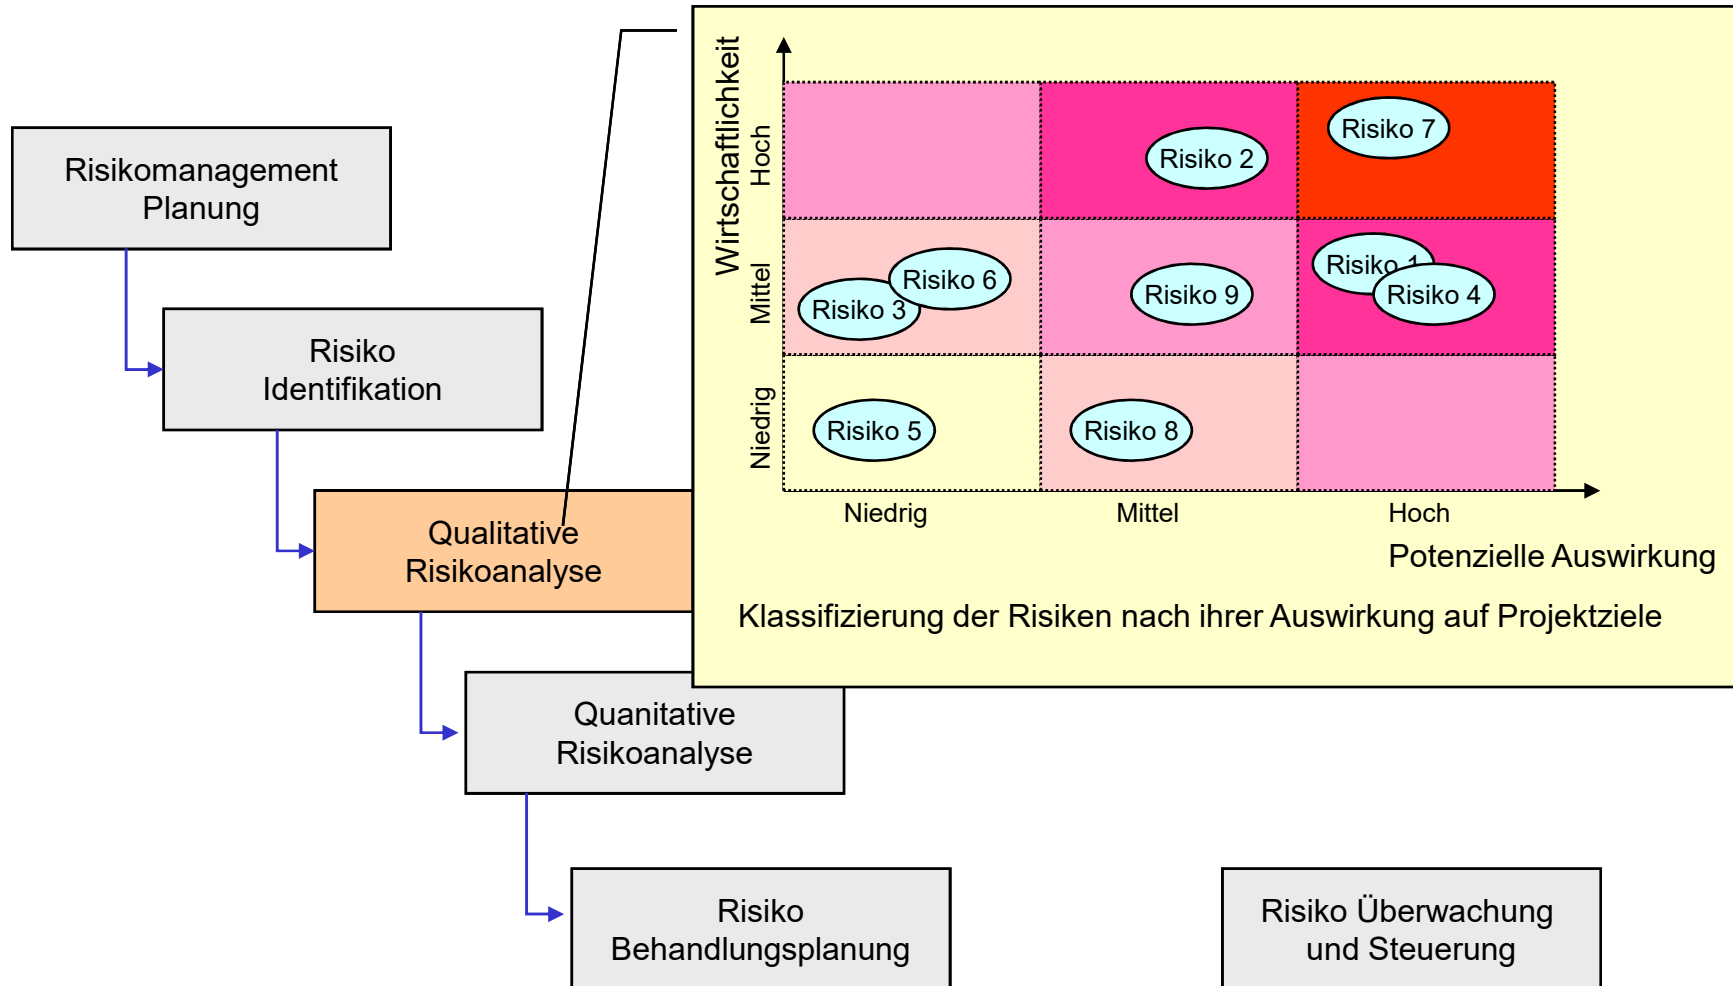 Risikomanagement
Planung
Risiko
Identifikation
Qualitative
Risikoanalyse
Quanitative
Risikoanalyse
Risiko
Behandlungsplanung
Risiko Überwachung
und Steuerung
Wirtschaftlichkeit
Hoch
Mittel
Niedrig
Risiko 7
Risiko 2
Risiko 1
Risiko 6
Risiko 9
Risiko 4
Risiko 3
Risiko 5
Risiko 8
Niedrig
Mittel
Hoch
Potenzielle Auswirkung
Klassifizierung der Risiken nach ihrer Auswirkung auf Projektziele